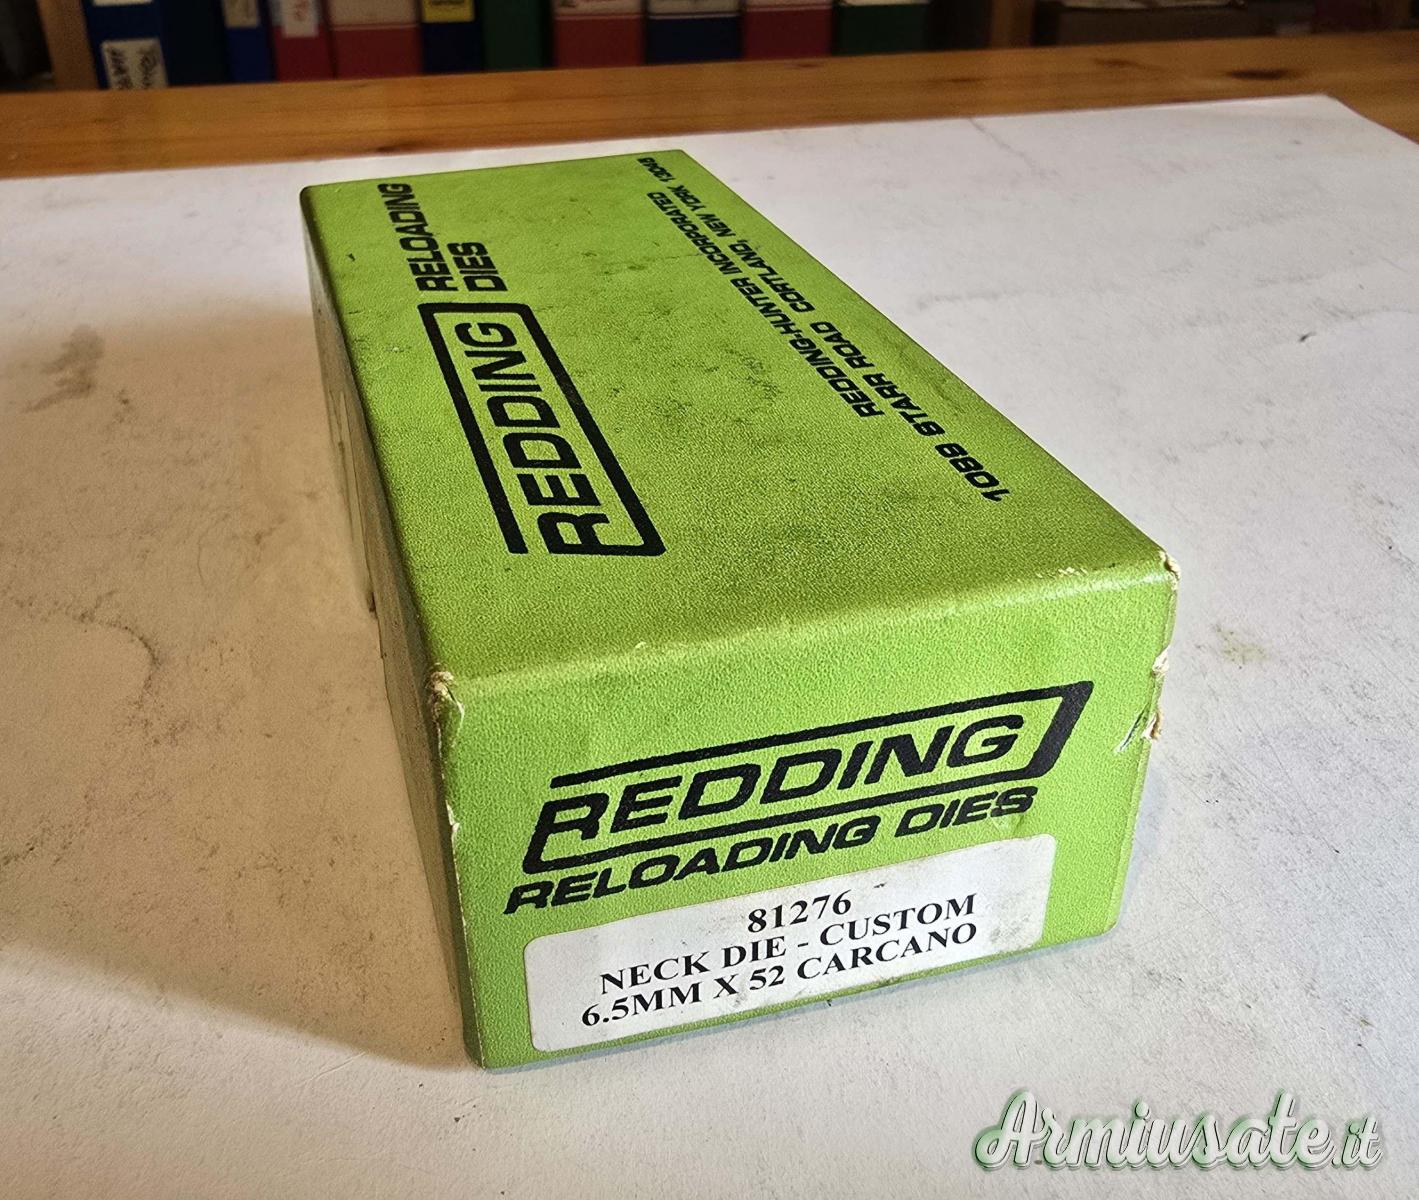 REDDING
RELOADING
DIES
REDDING-HUNTER INCORPORATED
1089 STARR ROAD CORTLAND, NEW YORK 13045
REDDING
RELOADING DIES
81276
NECK DIE - CUSTOM
6.5MM X 52 CARCANO
Armiusate.it